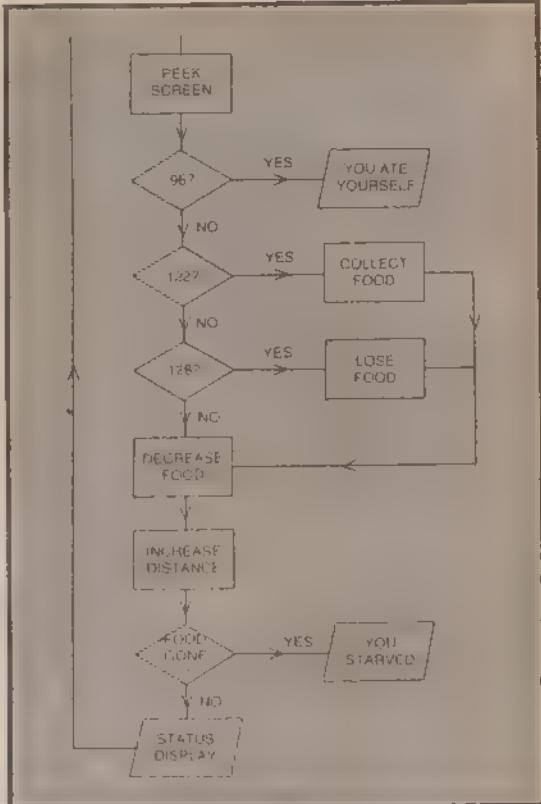 PEEK
SCREEN
96?
YES
YOU ATE
YOURSELF
NO
122?
YES
COLLECT
FOOD
NO
128?
YES
LOSE
FOOD
NO
DECREASE
FOOD
INCREASE
DISTANCE
FOOD
GONE
YES
YOU
STARVED
NO
STATUS
DISPLAY